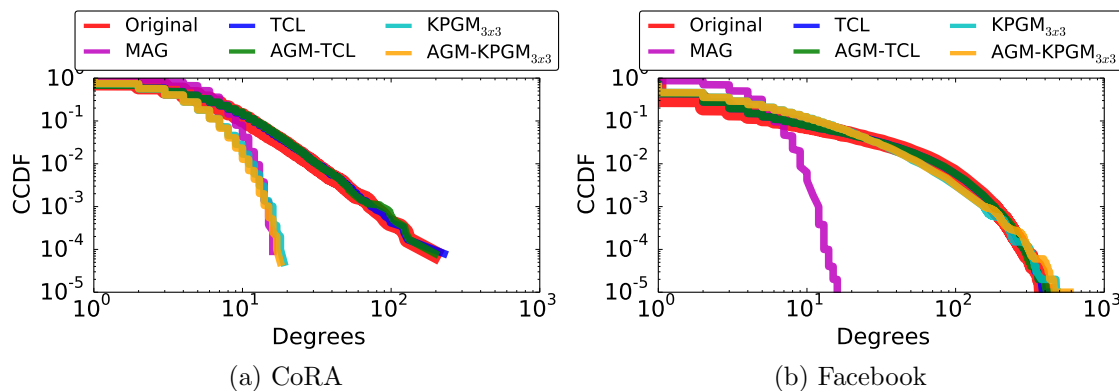 Original TCL KPGM3x3
MAG AGM-TCL AGM-KPGM3x3
10^0
10^-1
10^-2
10^-3
10^-4
10^-5
CCDF
10^0 10^1 10^2 10^3
Degrees
(a) CoRA
Original TCL KPGM3x3
MAG AGM-TCL AGM-KPGM3x3
10^0
10^-1
10^-2
10^-3
10^-4
10^-5
CCDF
10^0 10^1 10^2 10^3
Degrees
(b) Facebook